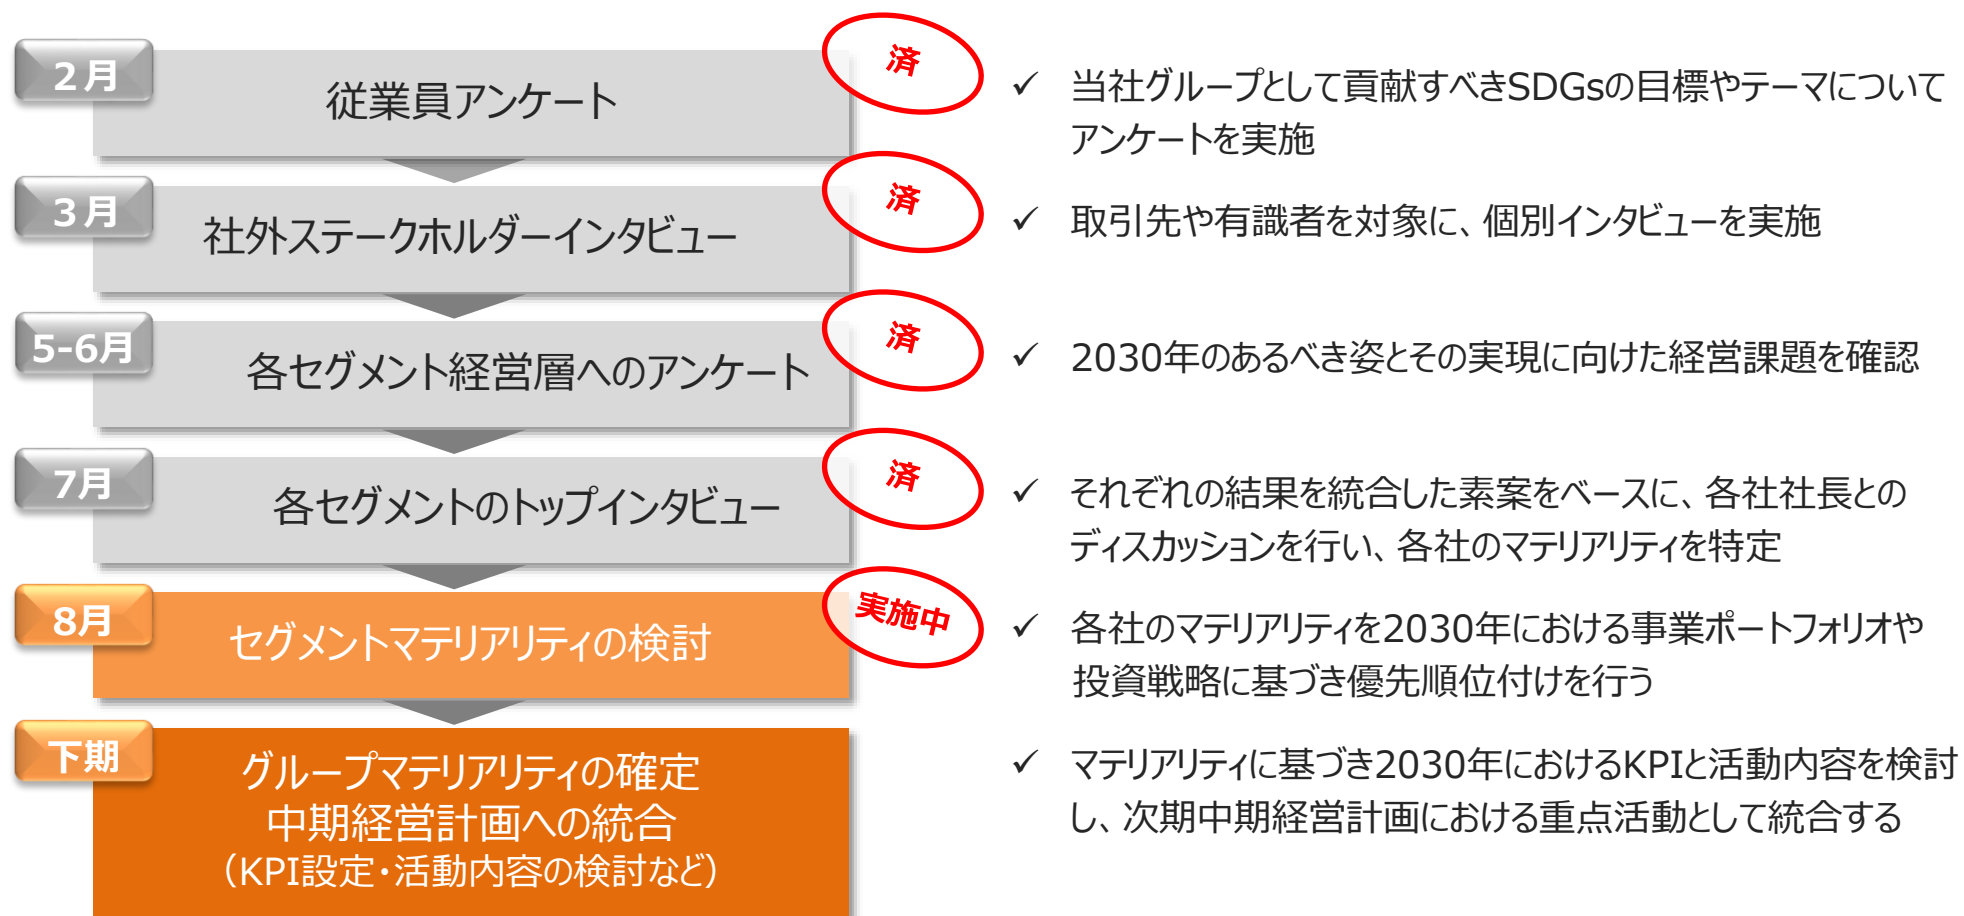 2月
従業員アンケート
済
✓ 当社グループとして貢献すべきSDGsの目標やテーマについて
アンケートを実施
3月
社外ステークホルダーインタビュー
済
✓ 取引先や有識者を対象に、個別インタビューを実施
5-6月
各セグメント経営層へのアンケート
済
✓ 2030年のあるべき姿とその実現に向けた経営課題を確認
7月
各セグメントのトップインタビュー
済
✓ それぞれの結果を統合した素案をベースに、各社社長との
ディスカッションを行い、各社のマテリアリティを特定
8月
セグメントマテリアリティの検討
実施中
✓ 各社のマテリアリティを2030年における事業ポートフォリオや
投資戦略に基づき優先順位付けを行う
下期
グループマテリアリティの確定
中期経営計画への統合
（KPI設定・活動内容の検討など）
✓ マテリアリティに基づき2030年におけるKPIと活動内容を検討
し、次期中期経営計画における重点活動として統合する